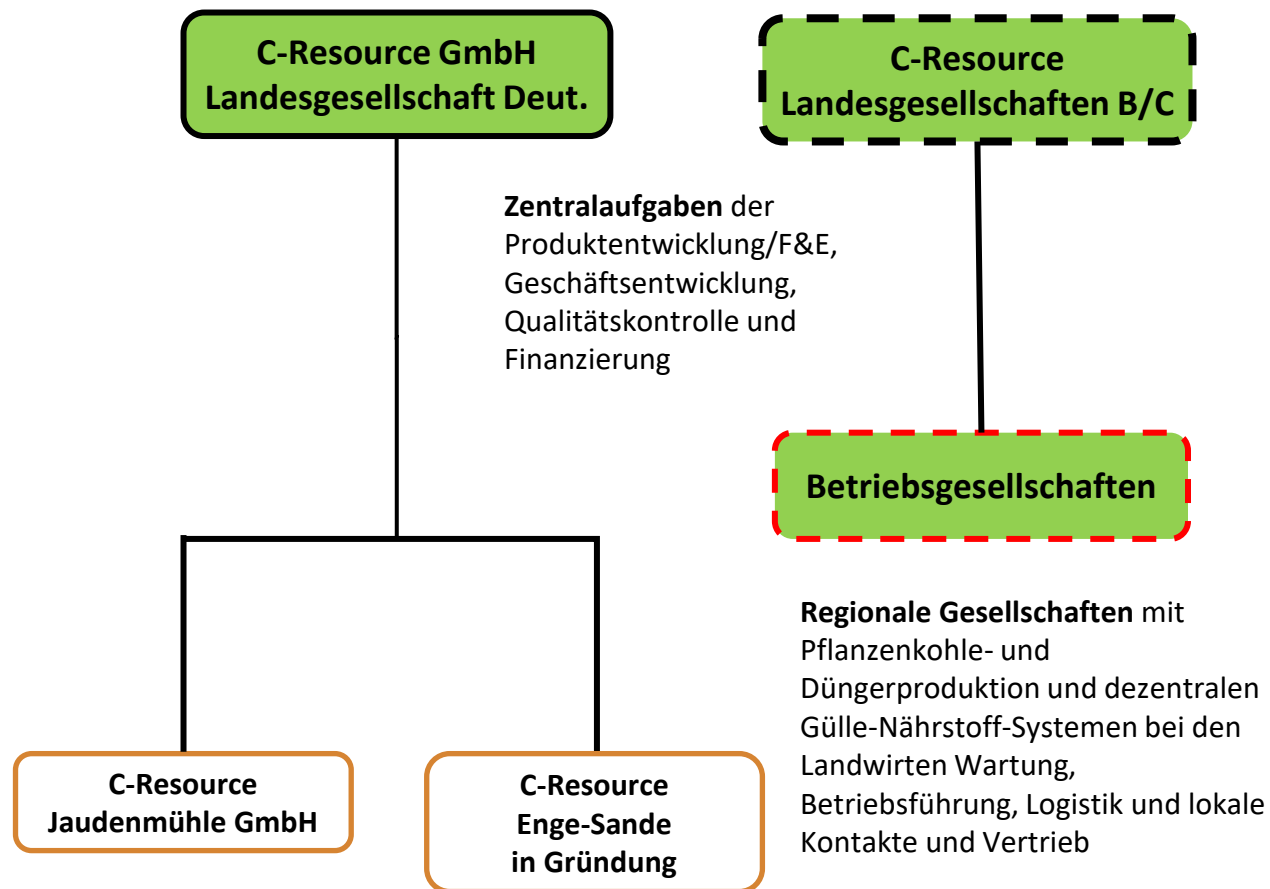 C-Resource GmbH
Landesgesellschaft Deut.
C-Resource
Landesgesellschaften B/C
Zentralaufgaben der
Produktentwicklung/F&E,
Geschäftsentwicklung,
Qualitätskontrolle und
Finanzierung
Betriebsgesellschaften
Regionale Gesellschaften mit
Pflanzenkohle- und
Düngerproduktion und dezentralen
Gülle-Nährstoff-Systemen bei den
Landwirten Wartung,
Betriebsführung, Logistik und lokale
Kontakte und Vertrieb
C-Resource
Jaudenmühle GmbH
C-Resource
Enge-Sande
in Gründung